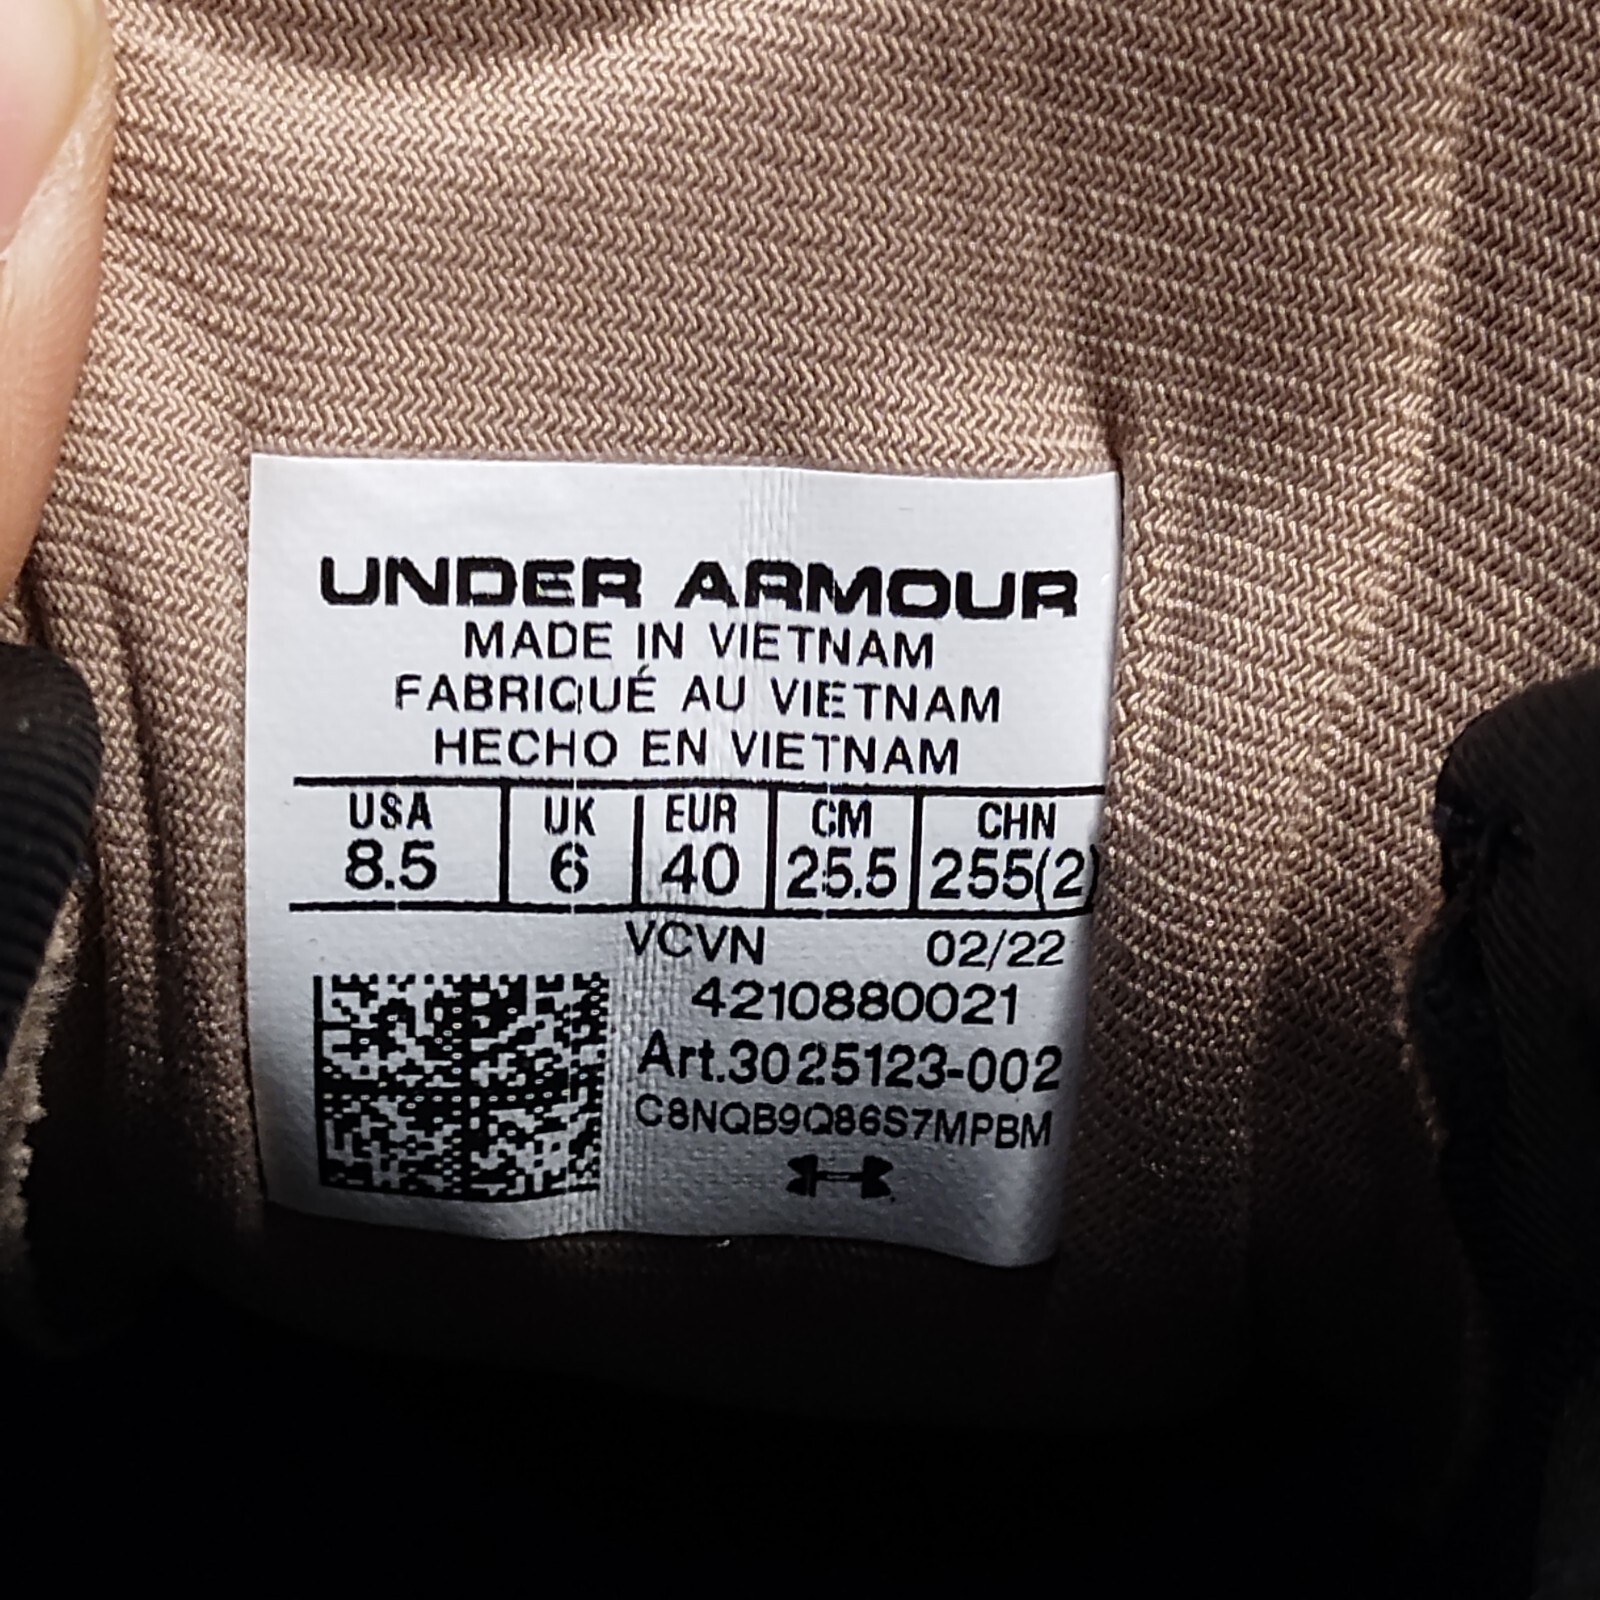 UNDER ARMOUR
MADE IN VIETNAM
FABRIQUÉ AU VIETNAM
HECHO EN VIETNAM
USA UK EUR CM CHN
8.5 6 40 25.5 255(2)
VCVN 02/22
4210880021
Art.3025123-002
C8NQB9Q86S7MPBM